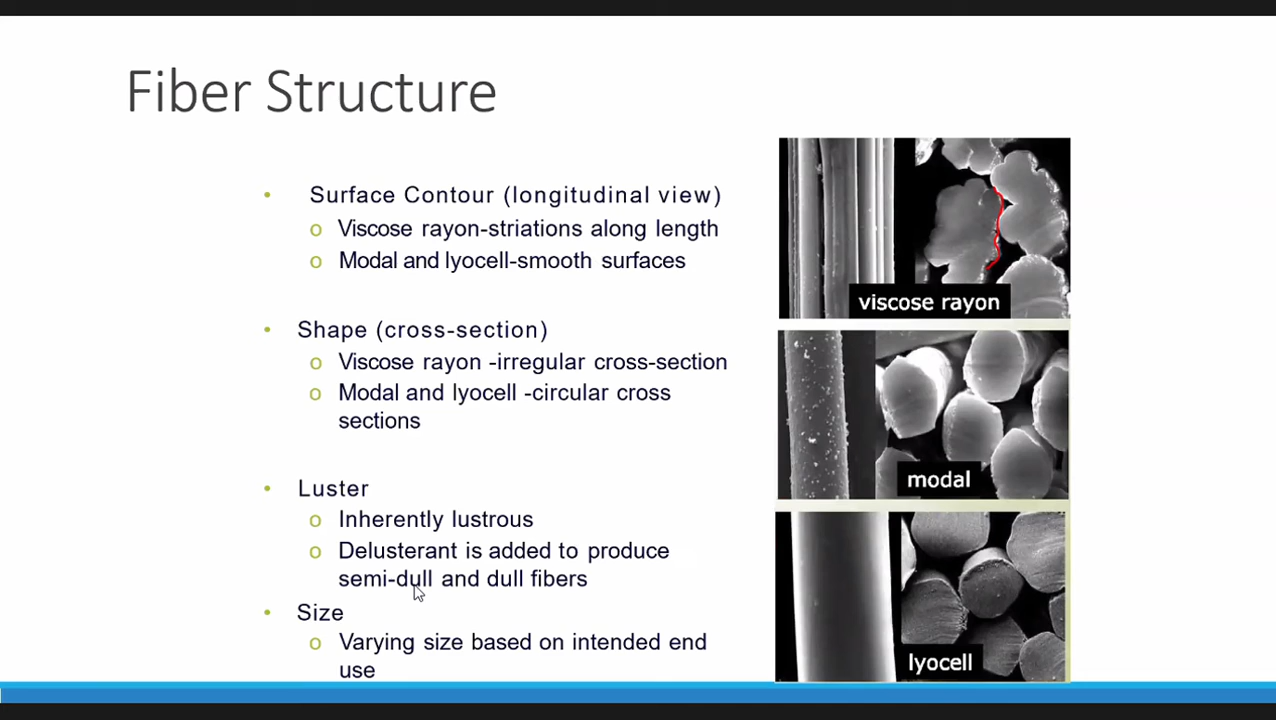 Fiber Structure
• Surface Contour (longitudinal view)
o Viscose rayon-striations along length
o Modal and lyocell-smooth surfaces
• Shape (cross-section)
o Viscose rayon -irregular cross-section
o Modal and lyocell -circular cross
sections
• Luster
o Inherently lustrous
o Delusterant is added to produce
semi-dull and dull fibers
• Size
o Varying size based on intended end
use
viscose rayon
modal
lyocell